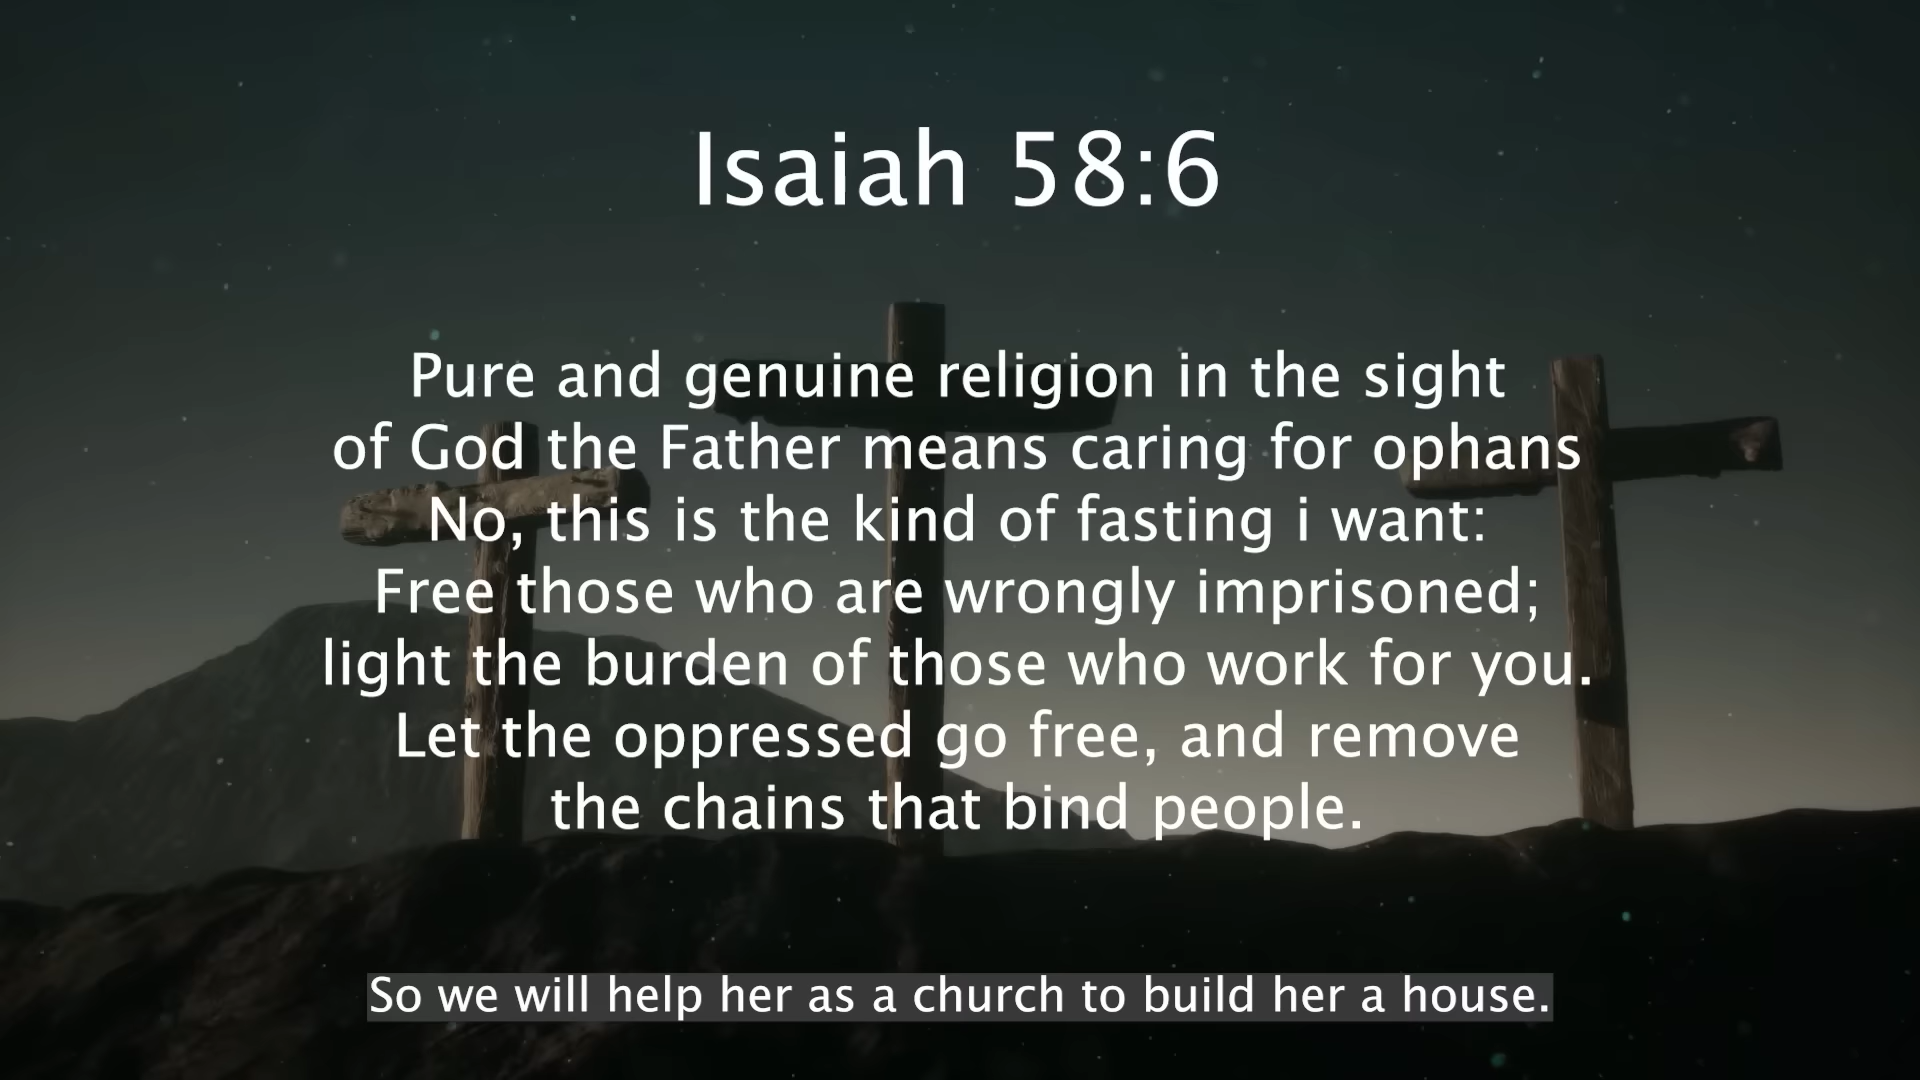 Isaiah 58:6
Pure and genuine religion in the sight
of God the Father means caring for ophans
No, this is the kind of fasting i want:
Free those who are wrongly imprisoned;
light the burden of those who work for you.
Let the oppressed go free, and remove
the chains that bind people.
So we will help her as a church to build her a house.